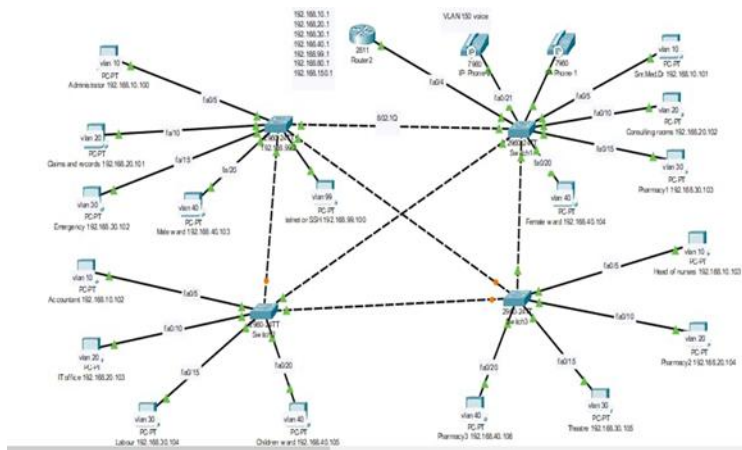 192.168.10.1
192.168.20.1
192.168.30.1
192.168.40.1
192.168.99.1
192.168.80.1
192.168.150.1
VLAN 150 voice
2811
Router2
7960
IP Phone
7960
IP Phone 1
vlan 10
PC-PT
Administrator 192.168.10.100
vlan 20
PC-PT
Claims and records 192.168.20.101
vlan 30
PC-PT
Emergency 192.168.30.102
vlan 40
PC-PT
Male ward 192.168.40.103
vlan 99
PC-PT
telnet or SSH 192.168.99.100
fa0/5
fa/10
fa/15
fa/20
802.1Q
fa0/4
fa0/21
fa0/5
fa0/10
fa0/15
fa0/20
2960-24TT
vlan 10
PC-PT
Snr.Med.Dr 192.168.10.101
vlan 20
PC-PT
Consulting rooms 192.168.20.102
PC-PT
Pharmacy1 192.168.30.103
vlan 40
PC-PT
Female ward 192.168.40.104
vlan 10
PC-PT
Accountant 192.168.10.102
vlan 20
PC-PT
IT office 192.168.20.103
vlan 30
PC-PT
Labour 192.168.30.104
vlan 40
PC-PT
Children ward 192.168.40.105
fa0/5
fa0/10
fa0/15
fa0/20
2960-24TT
vlan 10
PC-PT
Head of nurses 192.168.10.103
vlan 20
PC-PT
Pharmacy2 192.168.20.104
vlan 30
PC-PT
Theatre 192.168.30.105
vlan 40
PC-PT
Pharmacy3 192.168.40.106
fa0/5
fa0/10
fa0/15
fa0/20
2960-24TT
Switch3